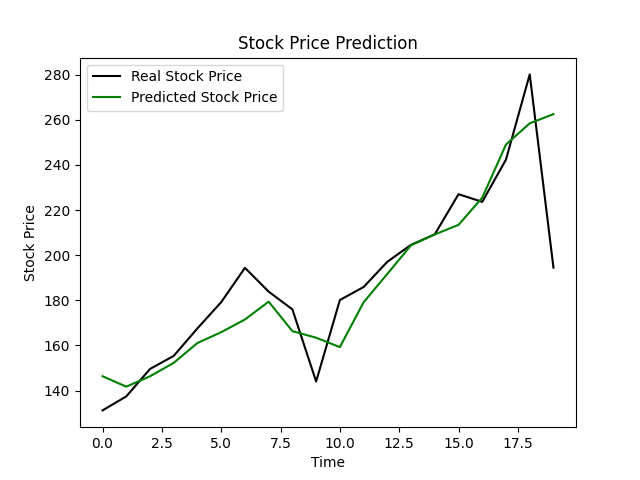 Stock Price Prediction
Real Stock Price
Predicted Stock Price
280
260
240
220
200
180
160
140
Stock Price
0.0 2.5 5.0 7.5 10.0 12.5 15.0 17.5
Time